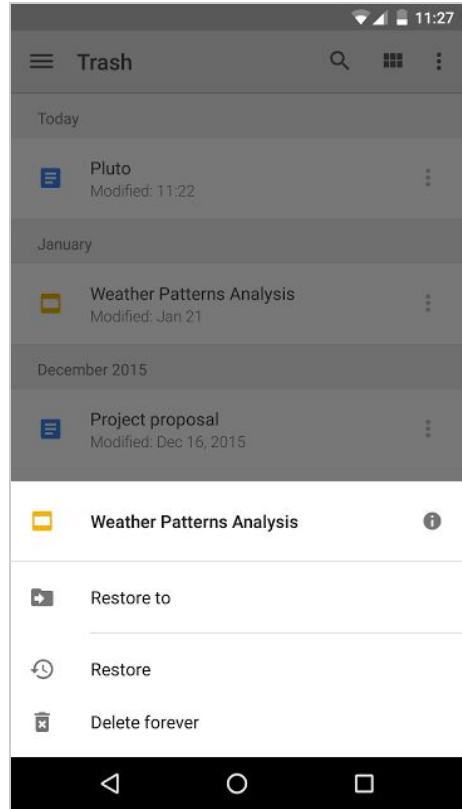 11:27
Trash
Today
Pluto
Modified: 11:22
January
Weather Patterns Analysis
Modified: Jan 21
December 2015
Project proposal
Modified: Dec 16, 2015
Weather Patterns Analysis
Restore to
Restore
Delete forever